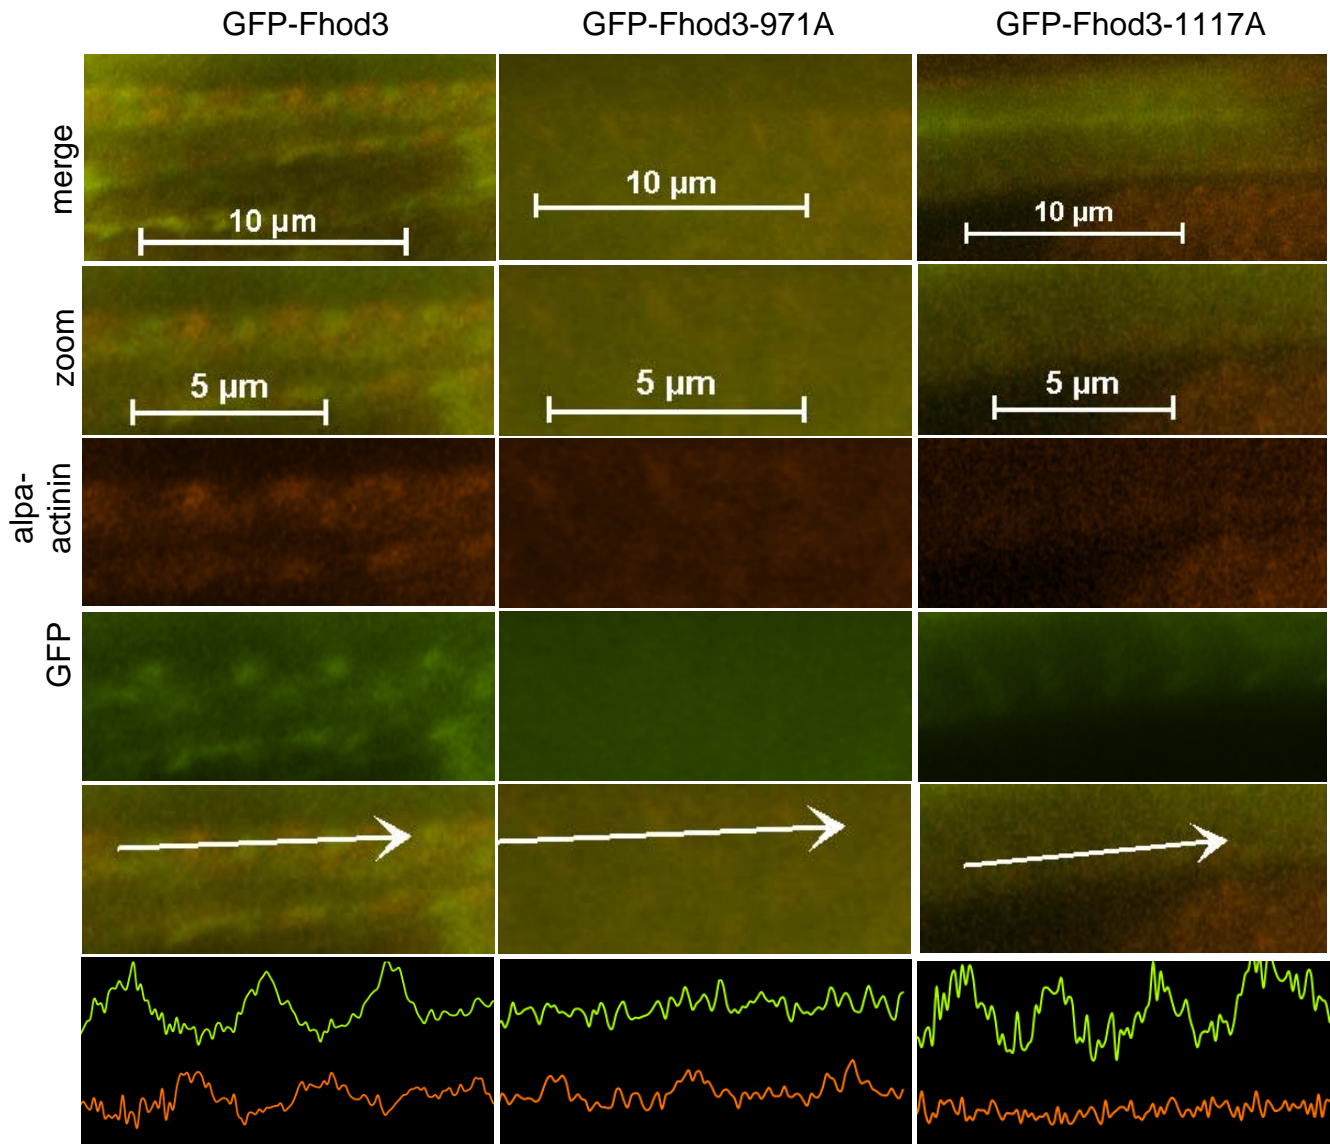 GFP-Fhod3
GFP-Fhod3-971A
GFP-Fhod3-1117A
merge
10 µm
10 µm
10 µm
zoom
5 µm
5 µm
5 µm
alpa-
actinin
GFP